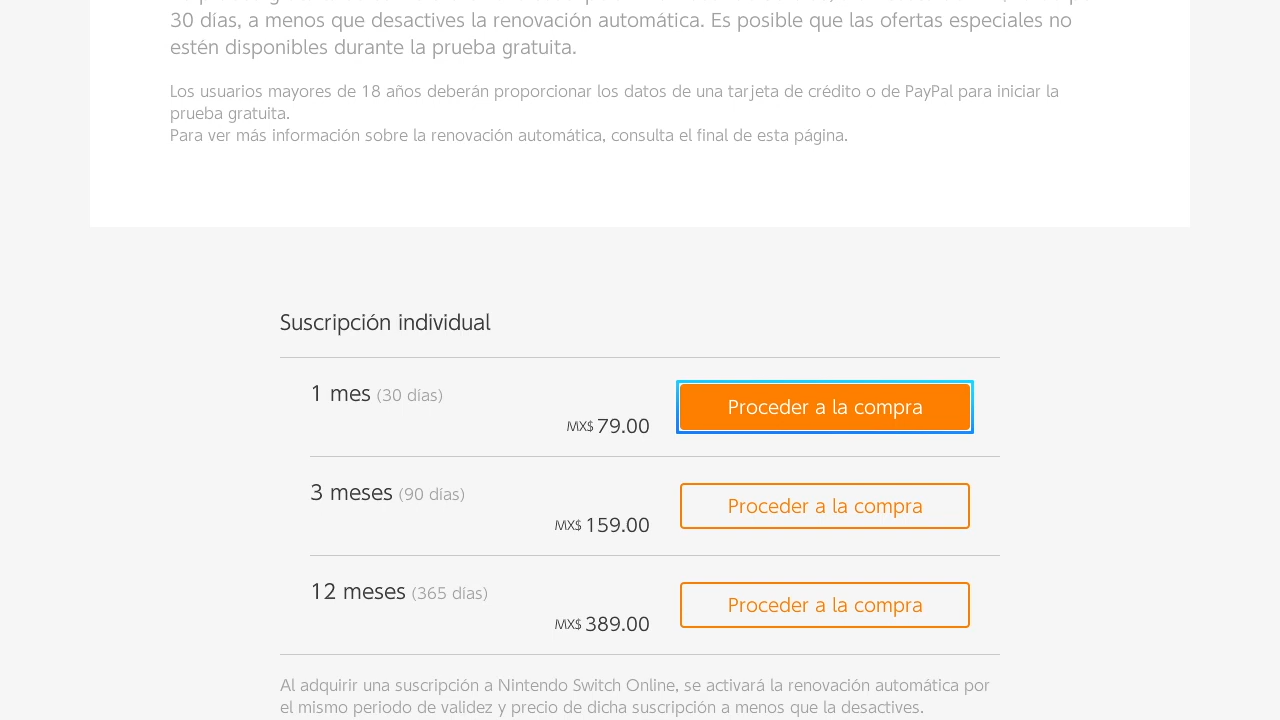 30 días, a menos que desactives la renovación automática. Es posible que las ofertas especiales no
estén disponibles durante la prueba gratuita.
Los usuarios mayores de 18 años deberán proporcionar los datos de una tarjeta de crédito o de PayPal para iniciar la
prueba gratuita.
Para ver más información sobre la renovación automática, consulta el final de esta página.
Suscripción individual
1 mes (30 días)
MX$ 79.00
Proceder a la compra
3 meses (90 días)
MX$ 159.00
Proceder a la compra
12 meses (365 días)
MX$ 389.00
Proceder a la compra
Al adquirir una suscripción a Nintendo Switch Online, se activará la renovación automática por
el mismo periodo de validez y precio de dicha suscripción a menos que la desactives.